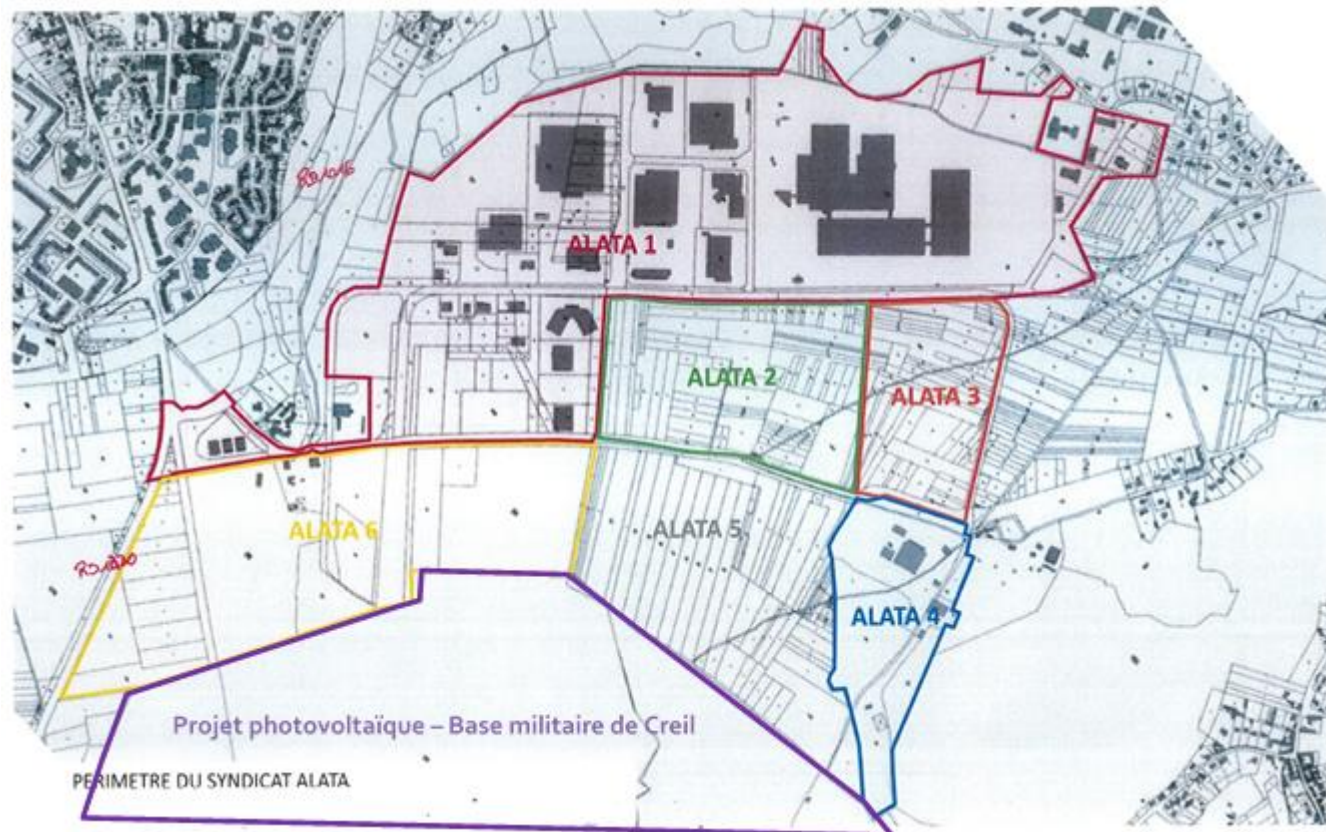 RD1016
ALATA 1
ALATA 2
ALATA 3
ALATA 6
ALATA 5
ALATA 4
Projet photovoltaïque – Base militaire de Creil
PERIMETRE DU SYNDICAT ALATA